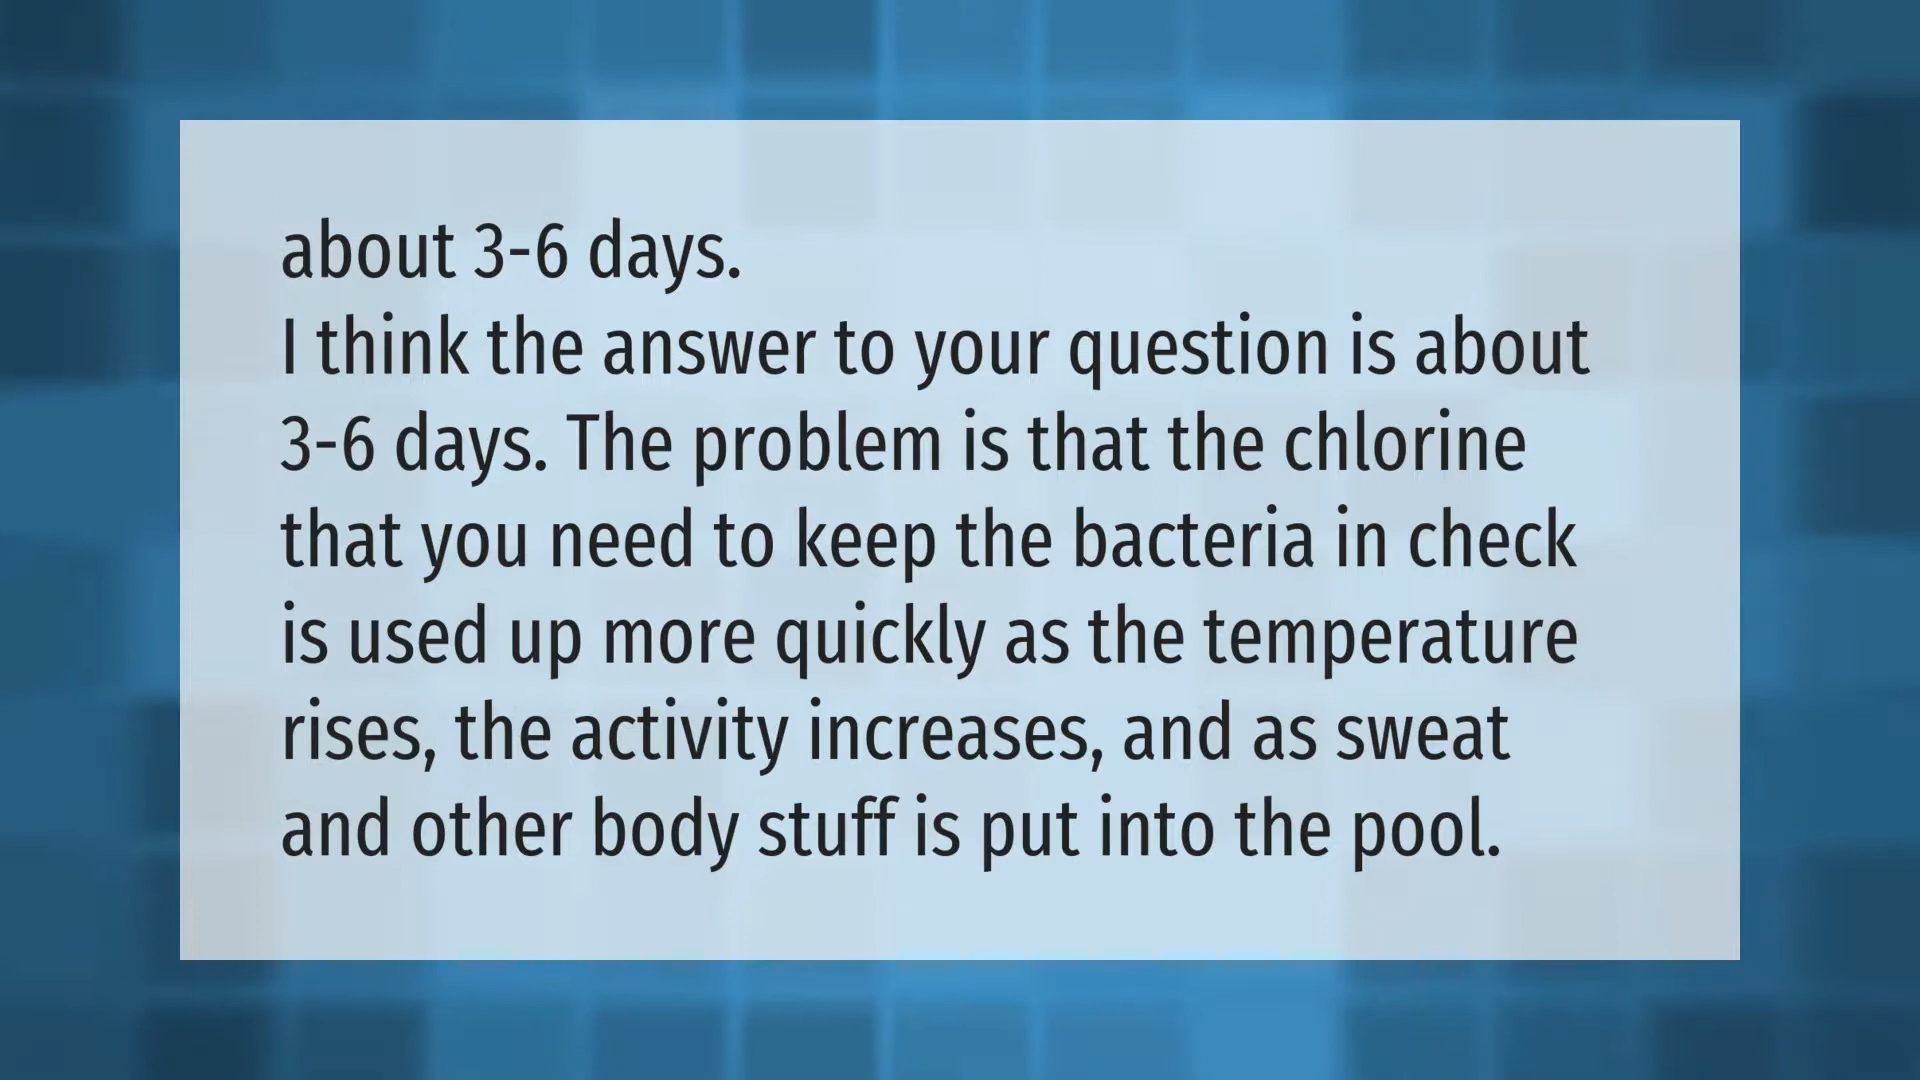 about 3-6 days.
I think the answer to your question is about
3-6 days. The problem is that the chlorine
that you need to keep the bacteria in check
is used up more quickly as the temperature
rises, the activity increases, and as sweat
and other body stuff is put into the pool.